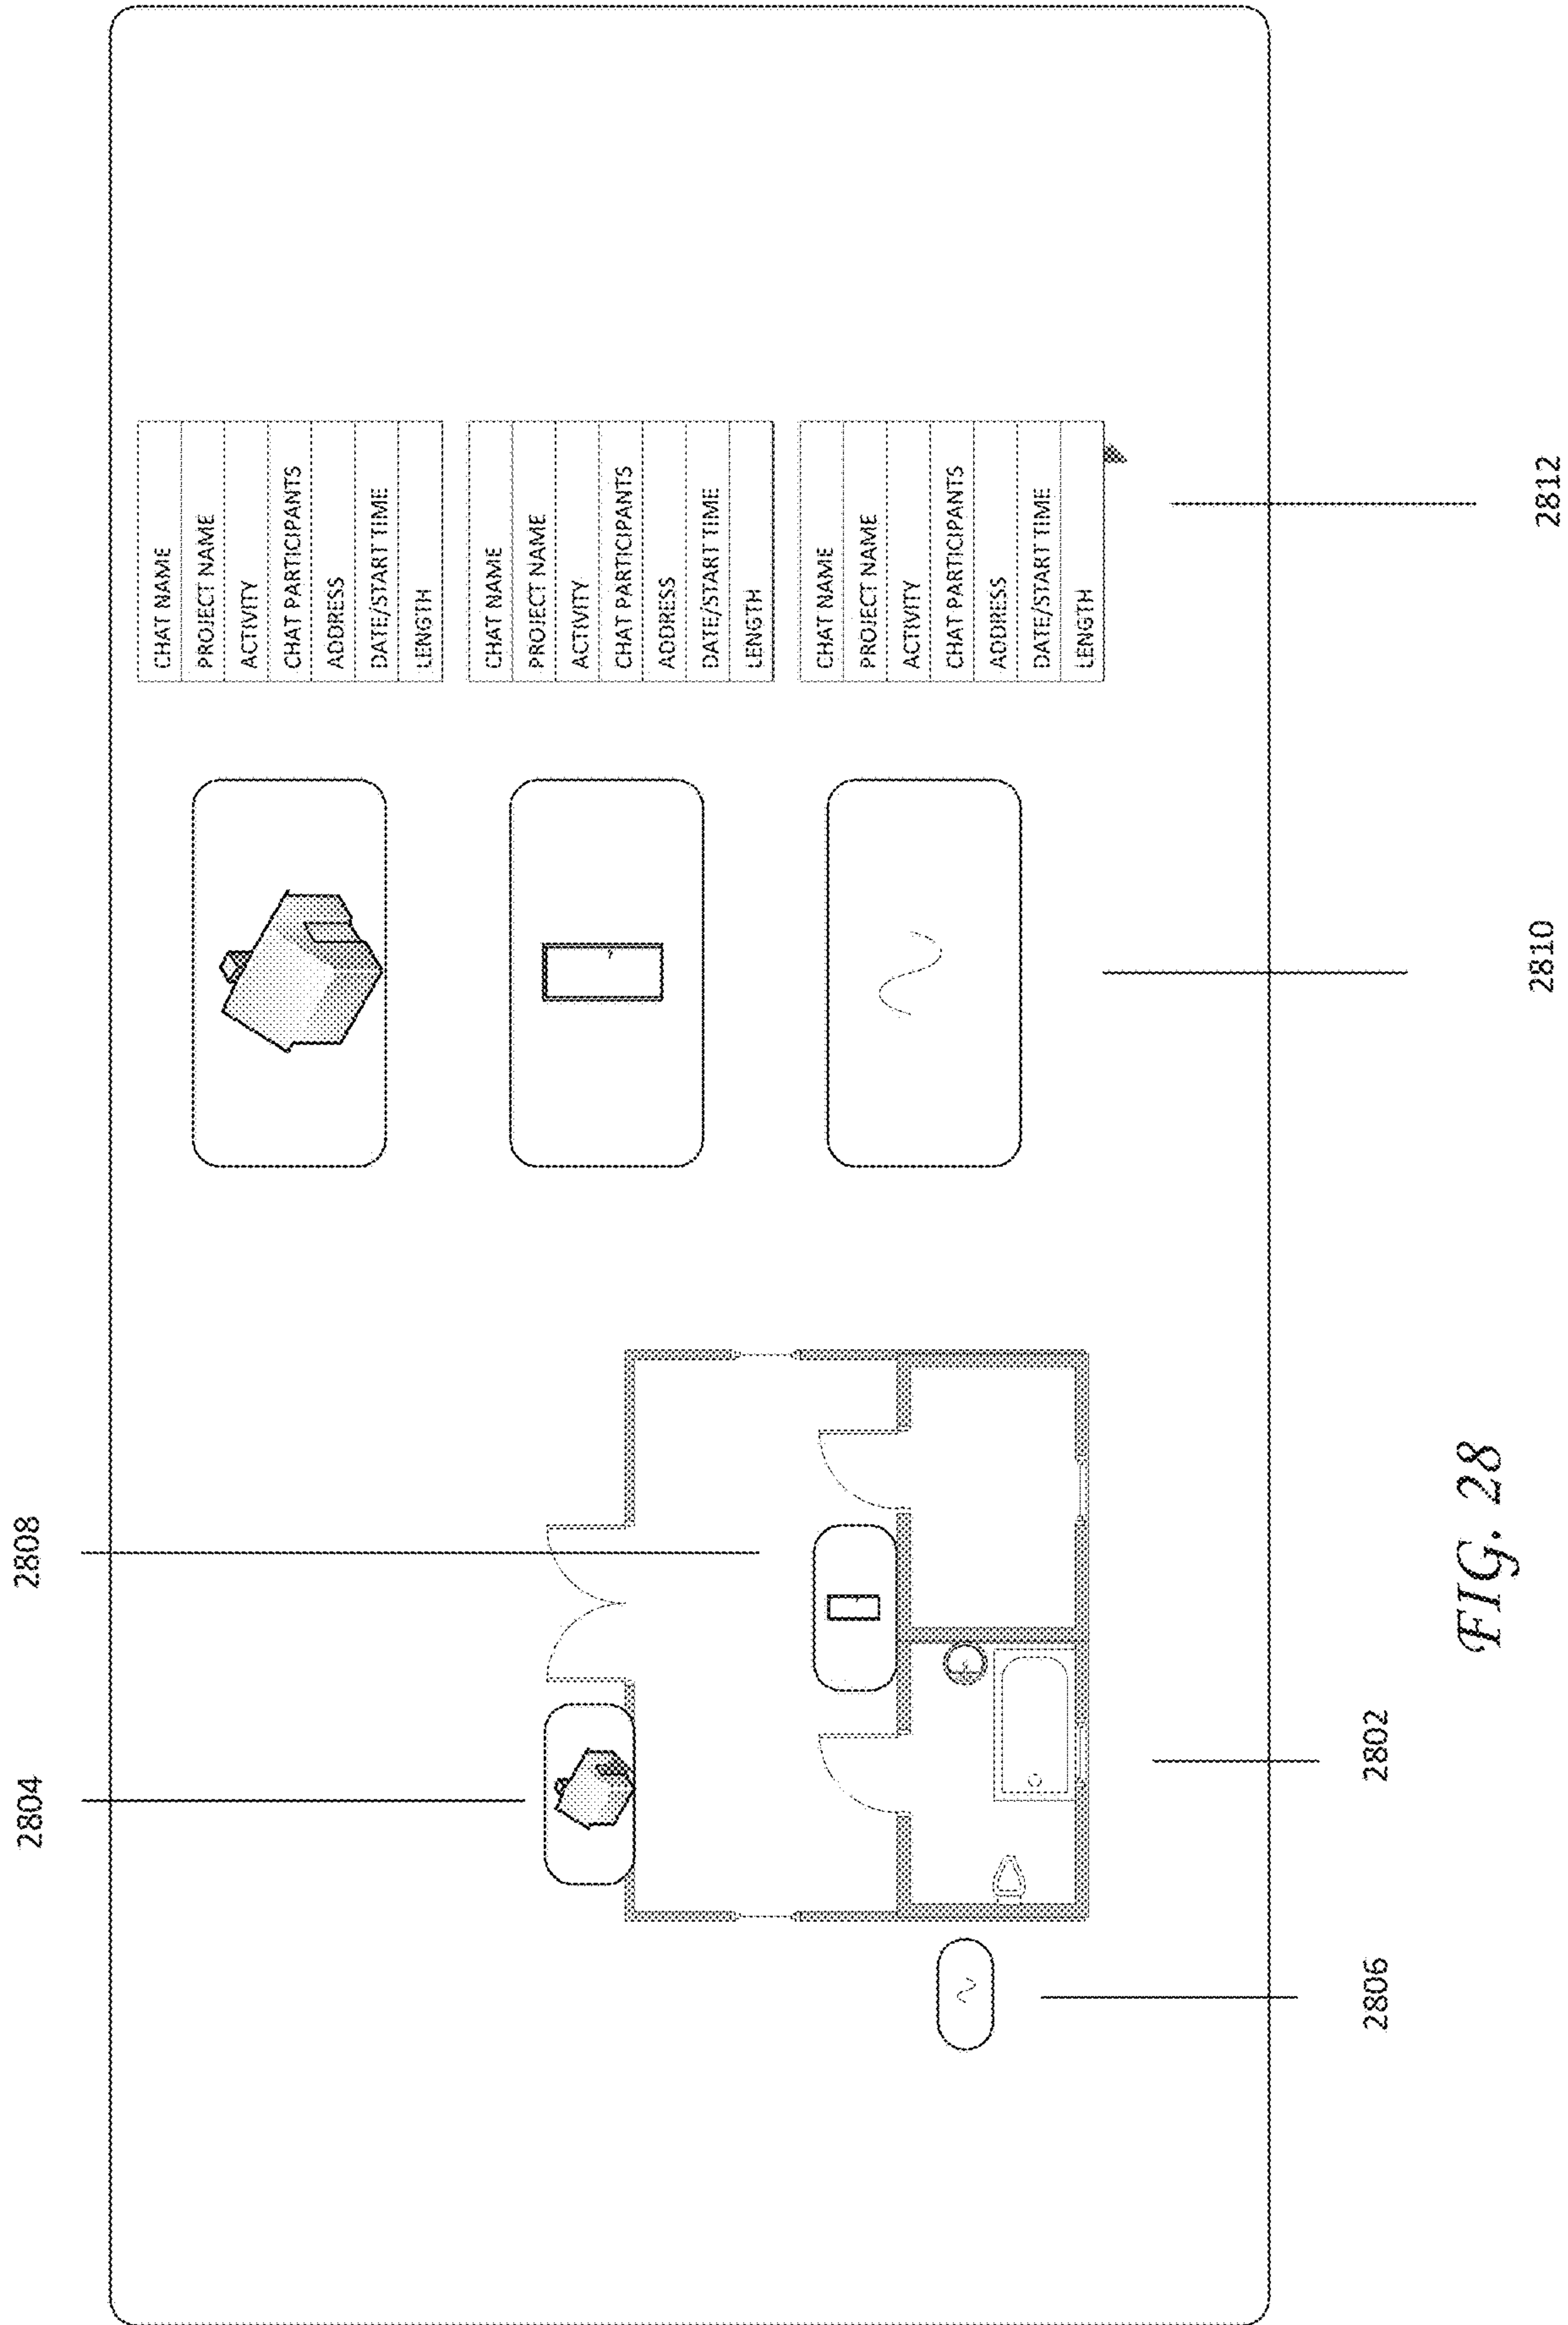 2804
2808
CHAT NAME
PROJECT NAME
ACTIVITY
CHAT PARTICIPANTS
ADDRESS
DATE/START TIME
LENGTH
CHAT NAME
PROJECT NAME
ACTIVITY
CHAT PARTICIPANTS
ADDRESS
DATE/START TIME
LENGTH
CHAT NAME
PROJECT NAME
ACTIVITY
CHAT PARTICIPANTS
ADDRESS
DATE/START TIME
LENGTH
2806
2802
2810
2812
FIG. 28